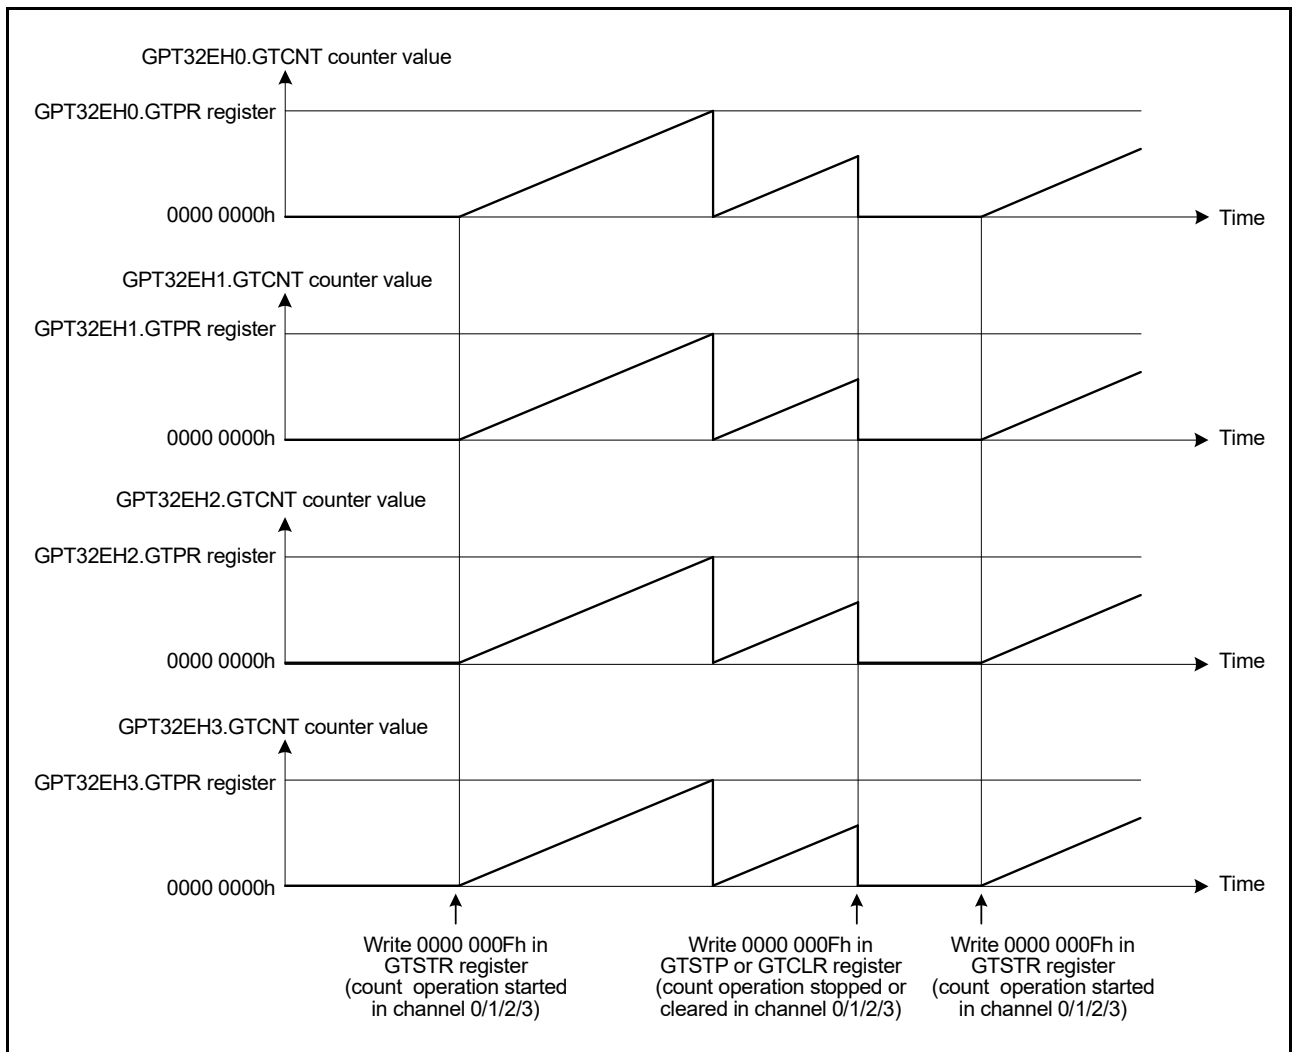 GPT32EH0.GTCNT counter value
GPT32EH0.GTPR register
0000 0000h
Time
GPT32EH1.GTCNT counter value
GPT32EH1.GTPR register
0000 0000h
Time
GPT32EH2.GTCNT counter value
GPT32EH2.GTPR register
0000 0000h
Time
GPT32EH3.GTCNT counter value
GPT32EH3.GTPR register
0000 0000h
Time
Write 0000 000Fh in
GTSTR register
(count operation started
in channel 0/1/2/3)
Write 0000 000Fh in
GTSTP or GTCLR register
(count operation stopped or
cleared in channel 0/1/2/3)
Write 0000 000Fh in
GTSTR register
(count operation started
in channel 0/1/2/3)